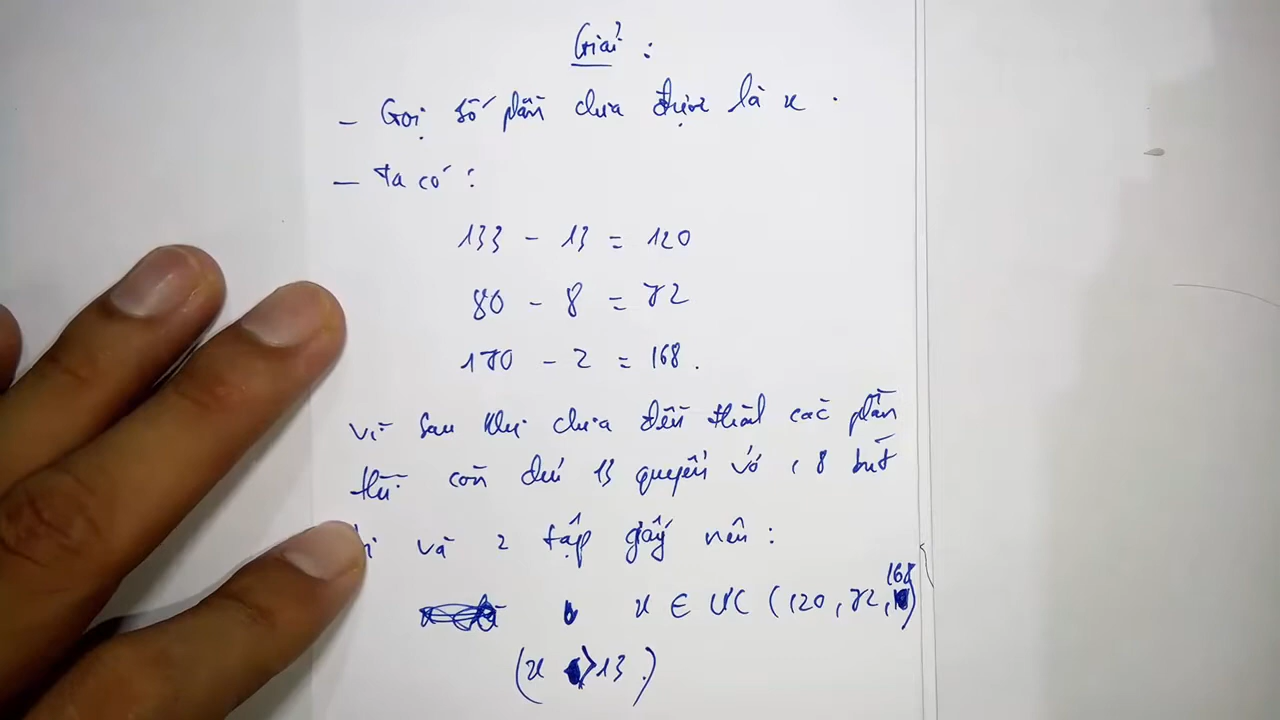 Giải :
- Gọi số phần chia được là x .
- Ta có :
133 - 13 = 120
80 - 8 = 72
170 - 2 = 168 .
Vì sau khi chia đến thành các phần
thì còn dư 13 quyển vở , 8 bút
và 2 tập giấy nên :
x ∈ ƯC (120 , 72 , 168)
(x > 13 )